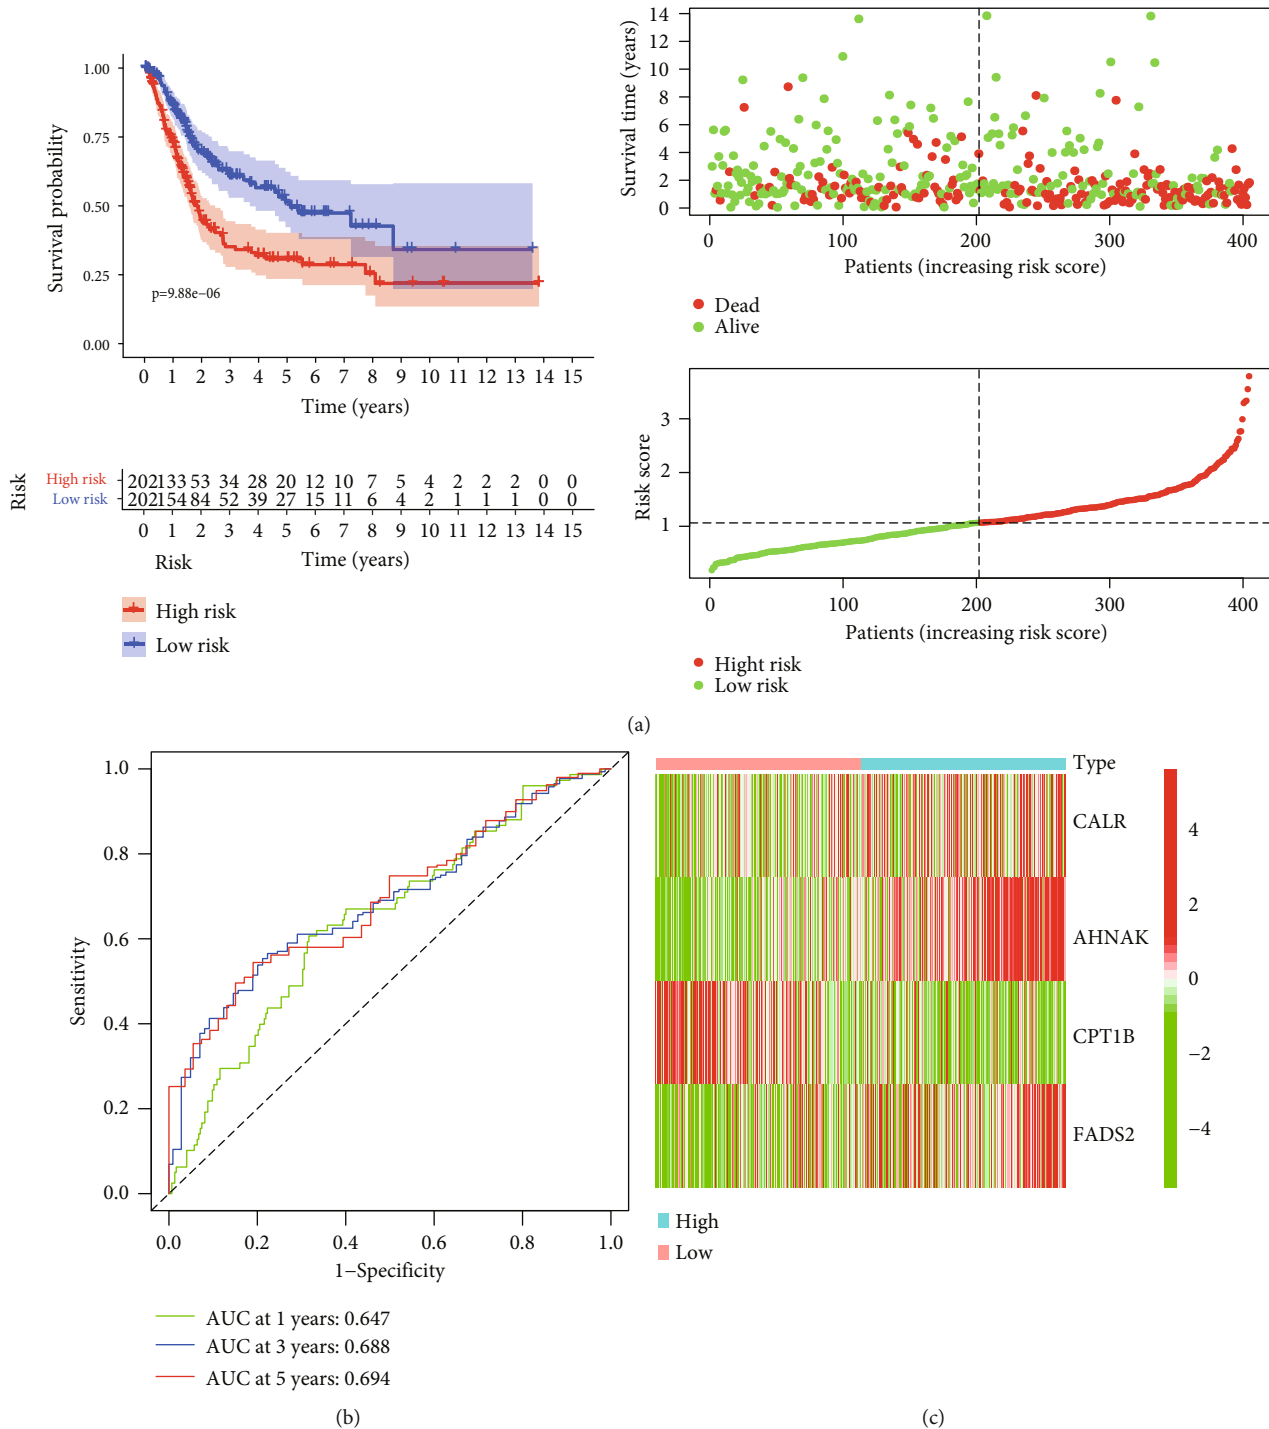 Survival probability
1.00
0.75
0.50
0.25
0.00
p=9.88e−06
0 1 2 3 4 5 6 7 8 9 10 11 12 13 14 15
Time (years)
Risk
High risk 202 133 53 34 28 20 12 10 7 5 4 2 2 2 0 0
Low risk 202 154 84 52 39 27 15 11 6 4 2 1 1 1 0 0
0 1 2 3 4 5 6 7 8 9 10 11 12 13 14 15
Time (years)
Risk
High risk
Low risk
Survival time (years)
14
12
10
8
6
4
2
0
0 100 200 300 400
Patients (increasing risk score)
Dead
Alive
Risk score
3
2
1
0 100 200 300 400
Patients (increasing risk score)
Hight risk
Low risk
(a)
Sensitivity
1.0
0.8
0.6
0.4
0.2
0.0
0.0 0.2 0.4 0.6 0.8 1.0
1−Specificity
AUC at 1 years: 0.647
AUC at 3 years: 0.688
AUC at 5 years: 0.694
(b)
Type
CALR
AHNAK
CPT1B
FADS2
4
2
0
−2
−4
High
Low
(c)